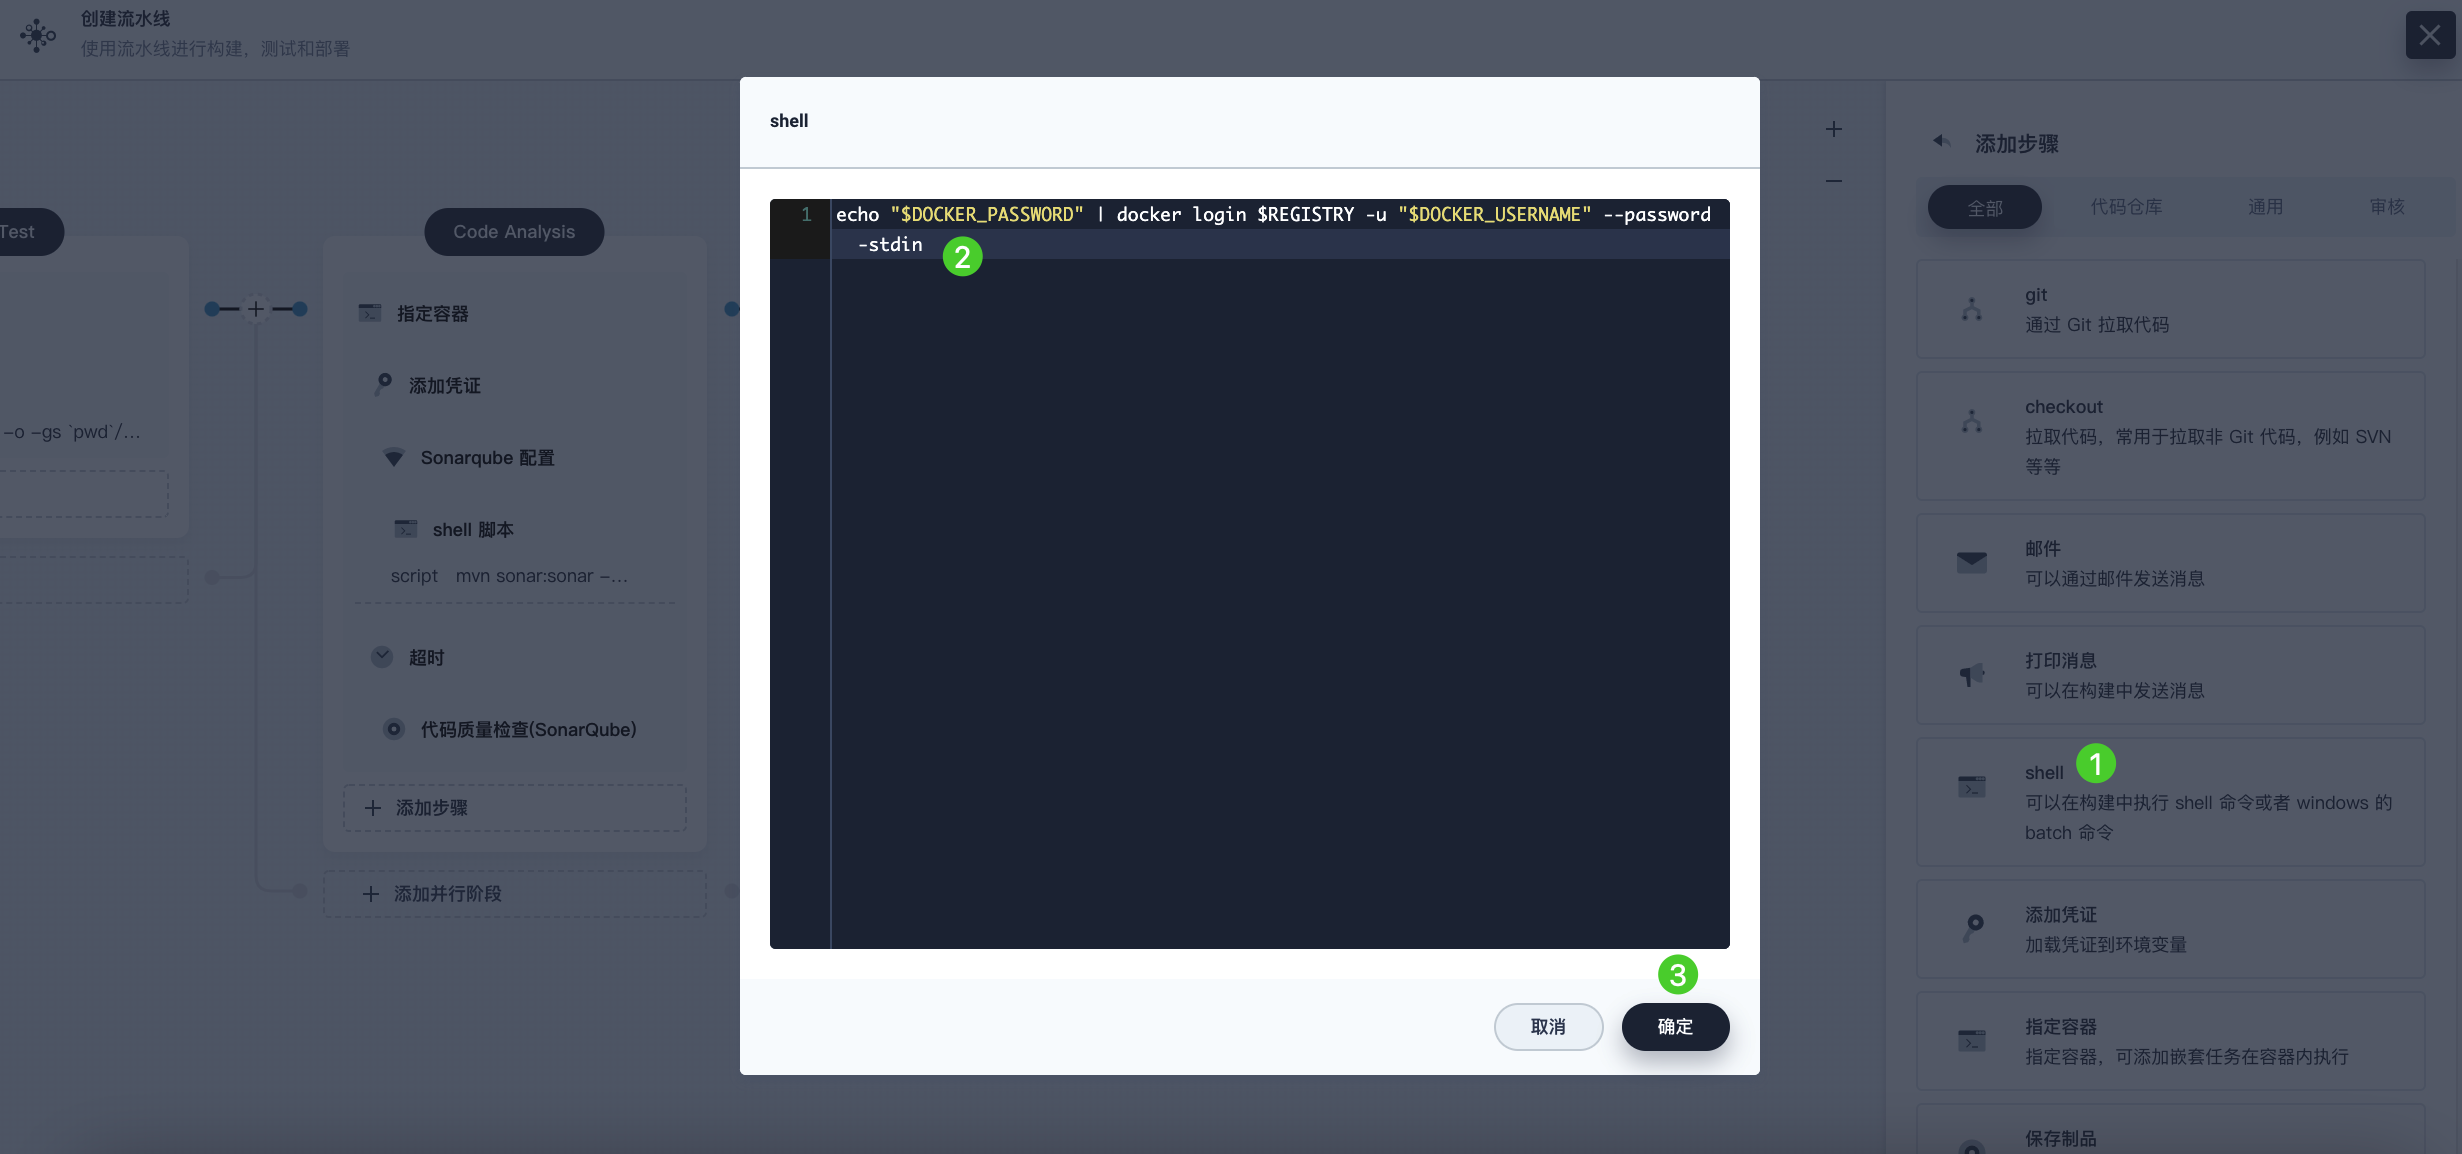 创建流水线
使用流水线进行构建，测试和部署
Test
-o -gs `pwd`/...
Code Analysis
指定容器
添加凭证
Sonarqube 配置
shell 脚本
script mvn sonar:sonar -...
超时
代码质量检查(SonarQube)
添加步骤
添加并行阶段
shell
1 echo "$DOCKER_PASSWORD" | docker login $REGISTRY -u "$DOCKER_USERNAME" --password
-stdin
2
3
取消
确定
添加步骤
全部 代码仓库 通用 审核
git
通过 Git 拉取代码
checkout
拉取代码，常用于拉取非 Git 代码，例如 SVN
等等
邮件
可以通过邮件发送消息
打印消息
可以在构建中发送消息
shell 1
可以在构建中执行 shell 命令或者 windows 的
batch 命令
添加凭证
加载凭证到环境变量
指定容器
指定容器，可添加嵌套任务在容器内执行
保存制品